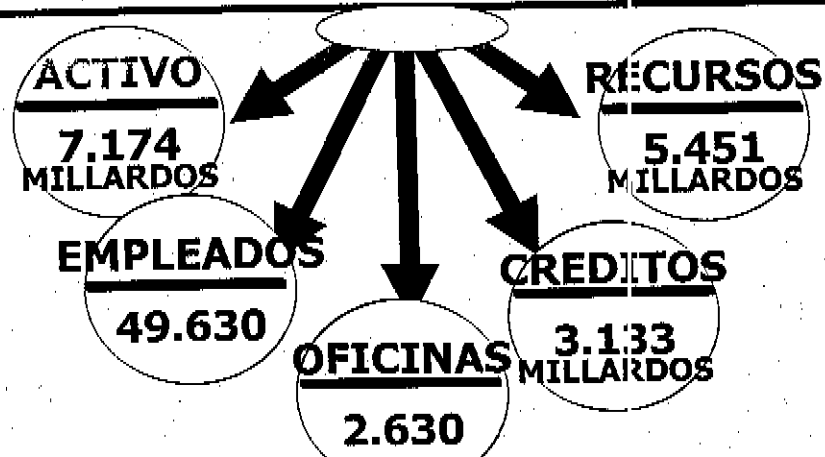 ACTIVO
7.174
MILLARDOS
RECURSOS
5.451
MILLARDOS
EMPLEADOS
49.630
CREDITOS
3.133
MILLARDOS
OFICINAS
2.630